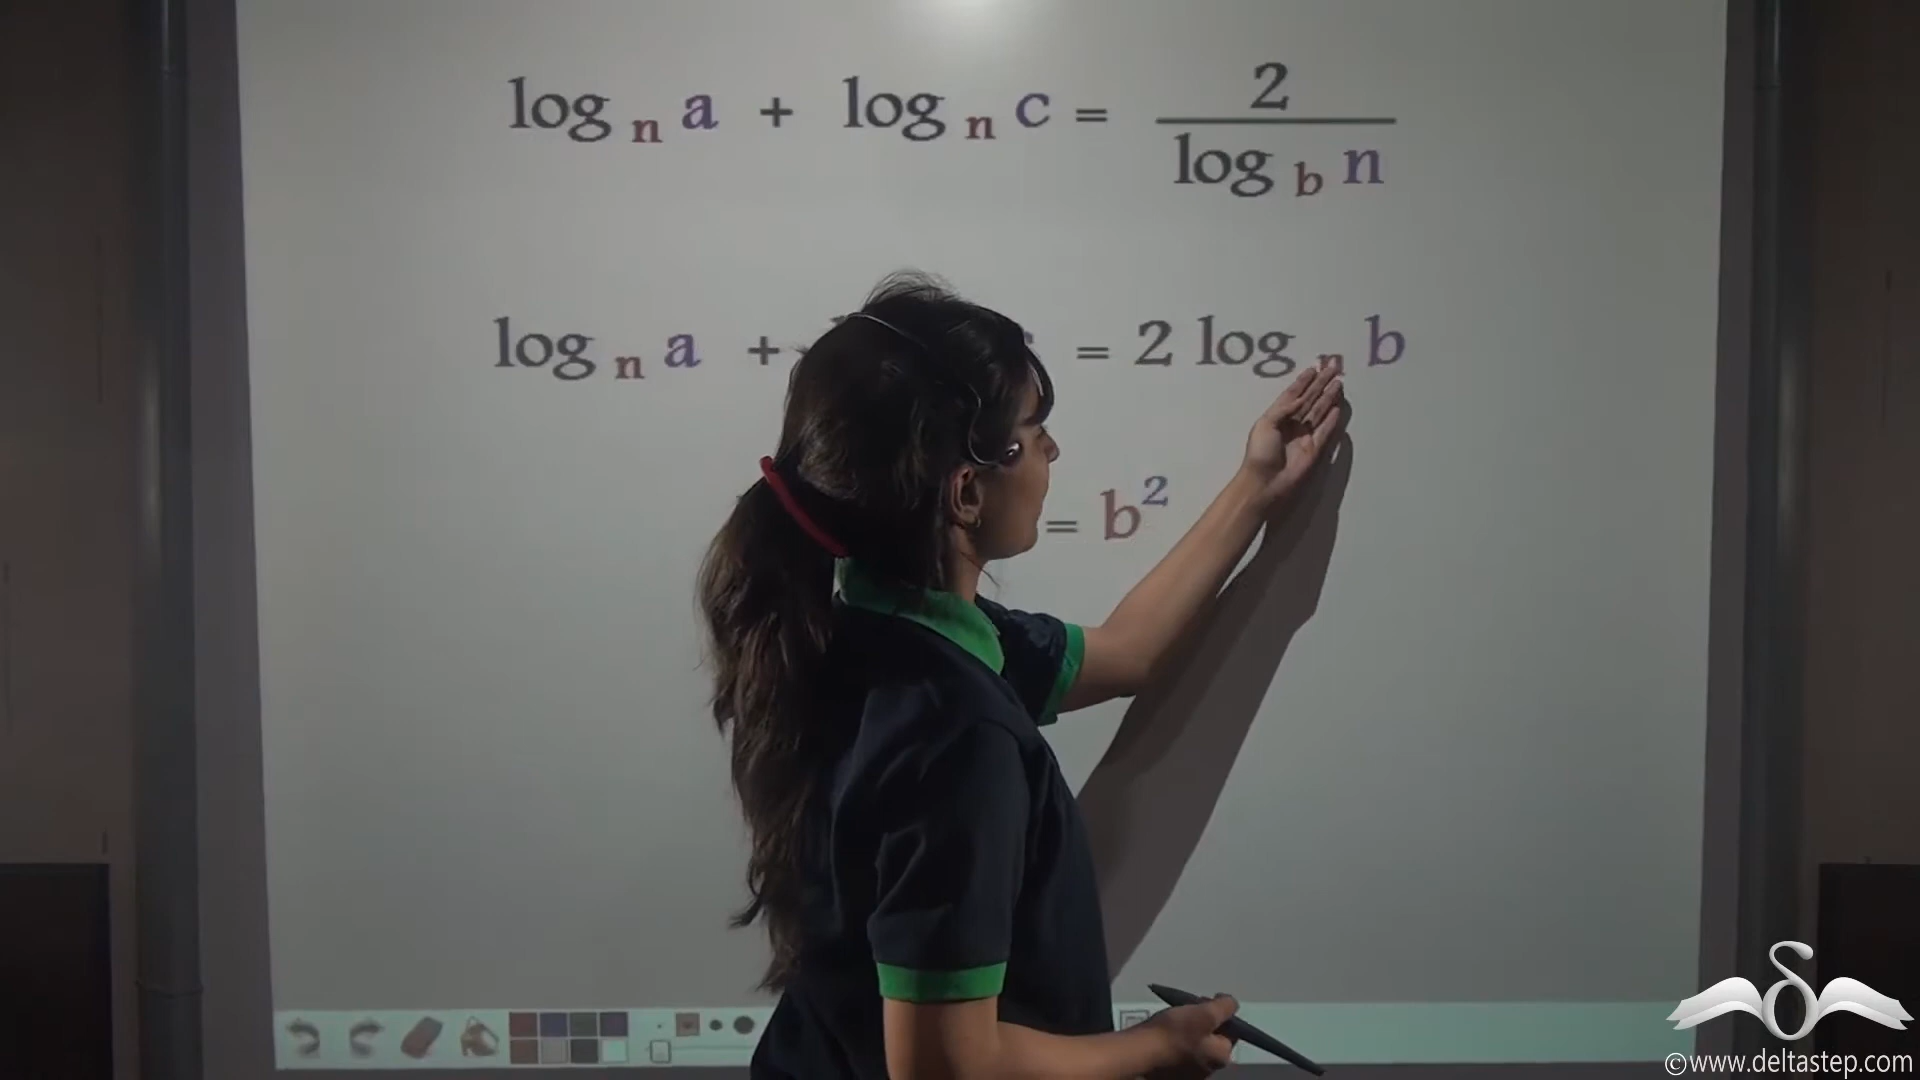 log n a + log n c = 2
log b n
log n a + = 2 log n b
= b²
©www.deltastep.com